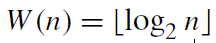 W(n) = ⌊log₂ n⌋